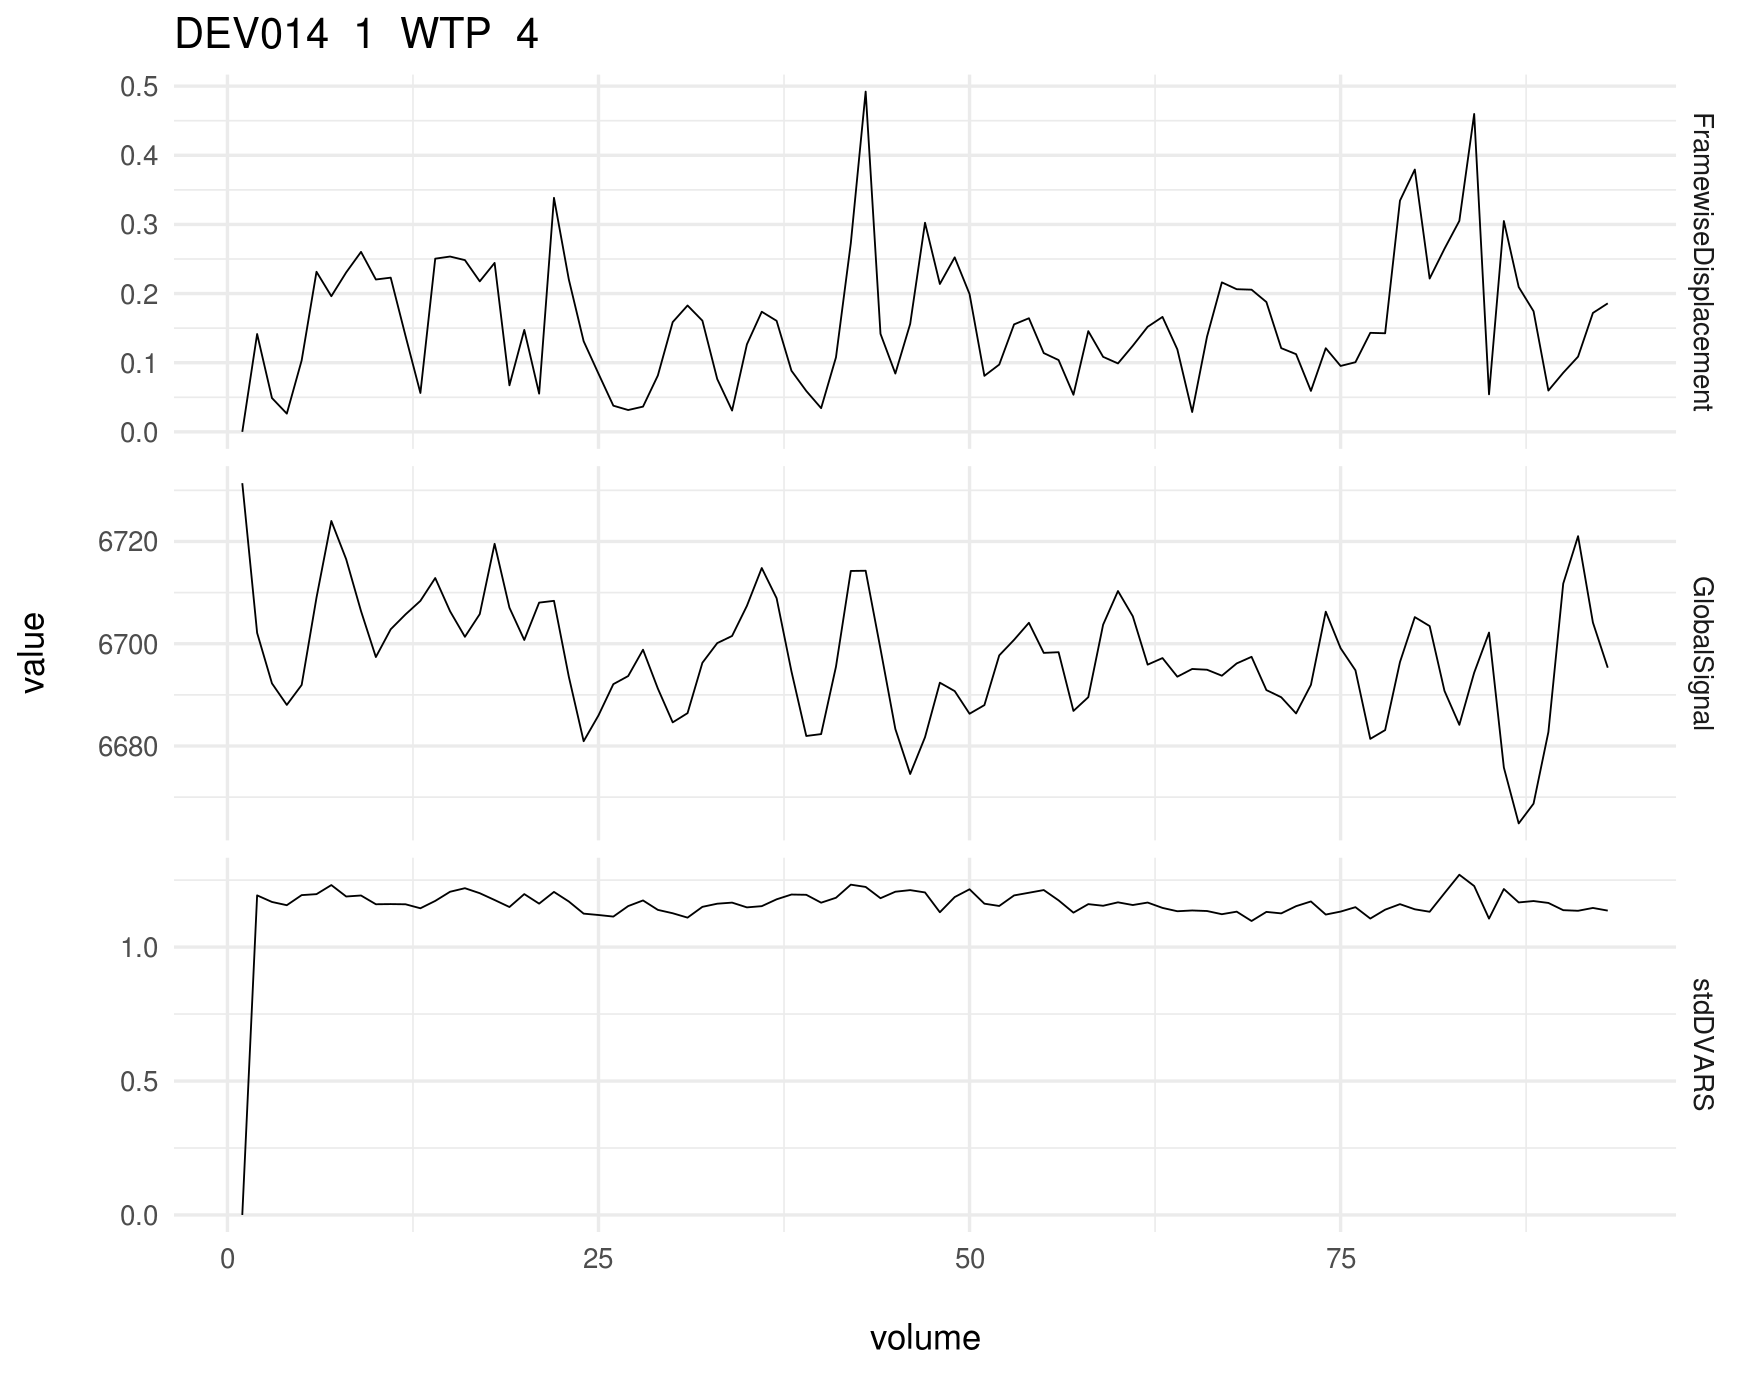 DEV014 1 WTP 4
0.5
0.4
0.3
0.2
0.1
0.0
FramewiseDisplacement
6720
6700
6680
GlobalSignal
value
1.0
0.5
0.0
stdDVARS
0 25 50 75
volume